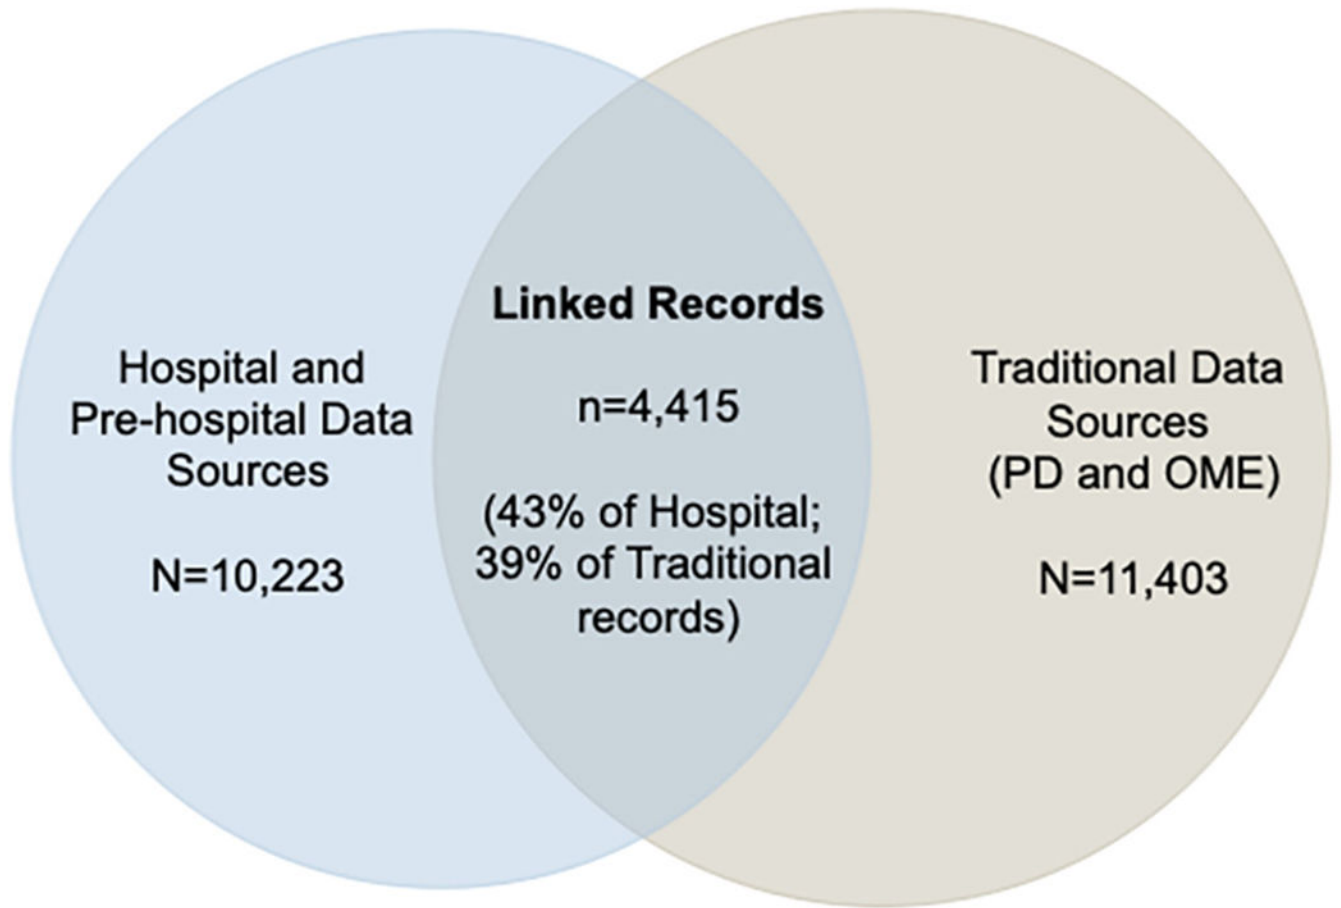 Hospital and
Pre-hospital Data
Sources
N=10,223
Linked Records
n=4,415
(43% of Hospital;
39% of Traditional
records)
Traditional Data
Sources
(PD and OME)
N=11,403